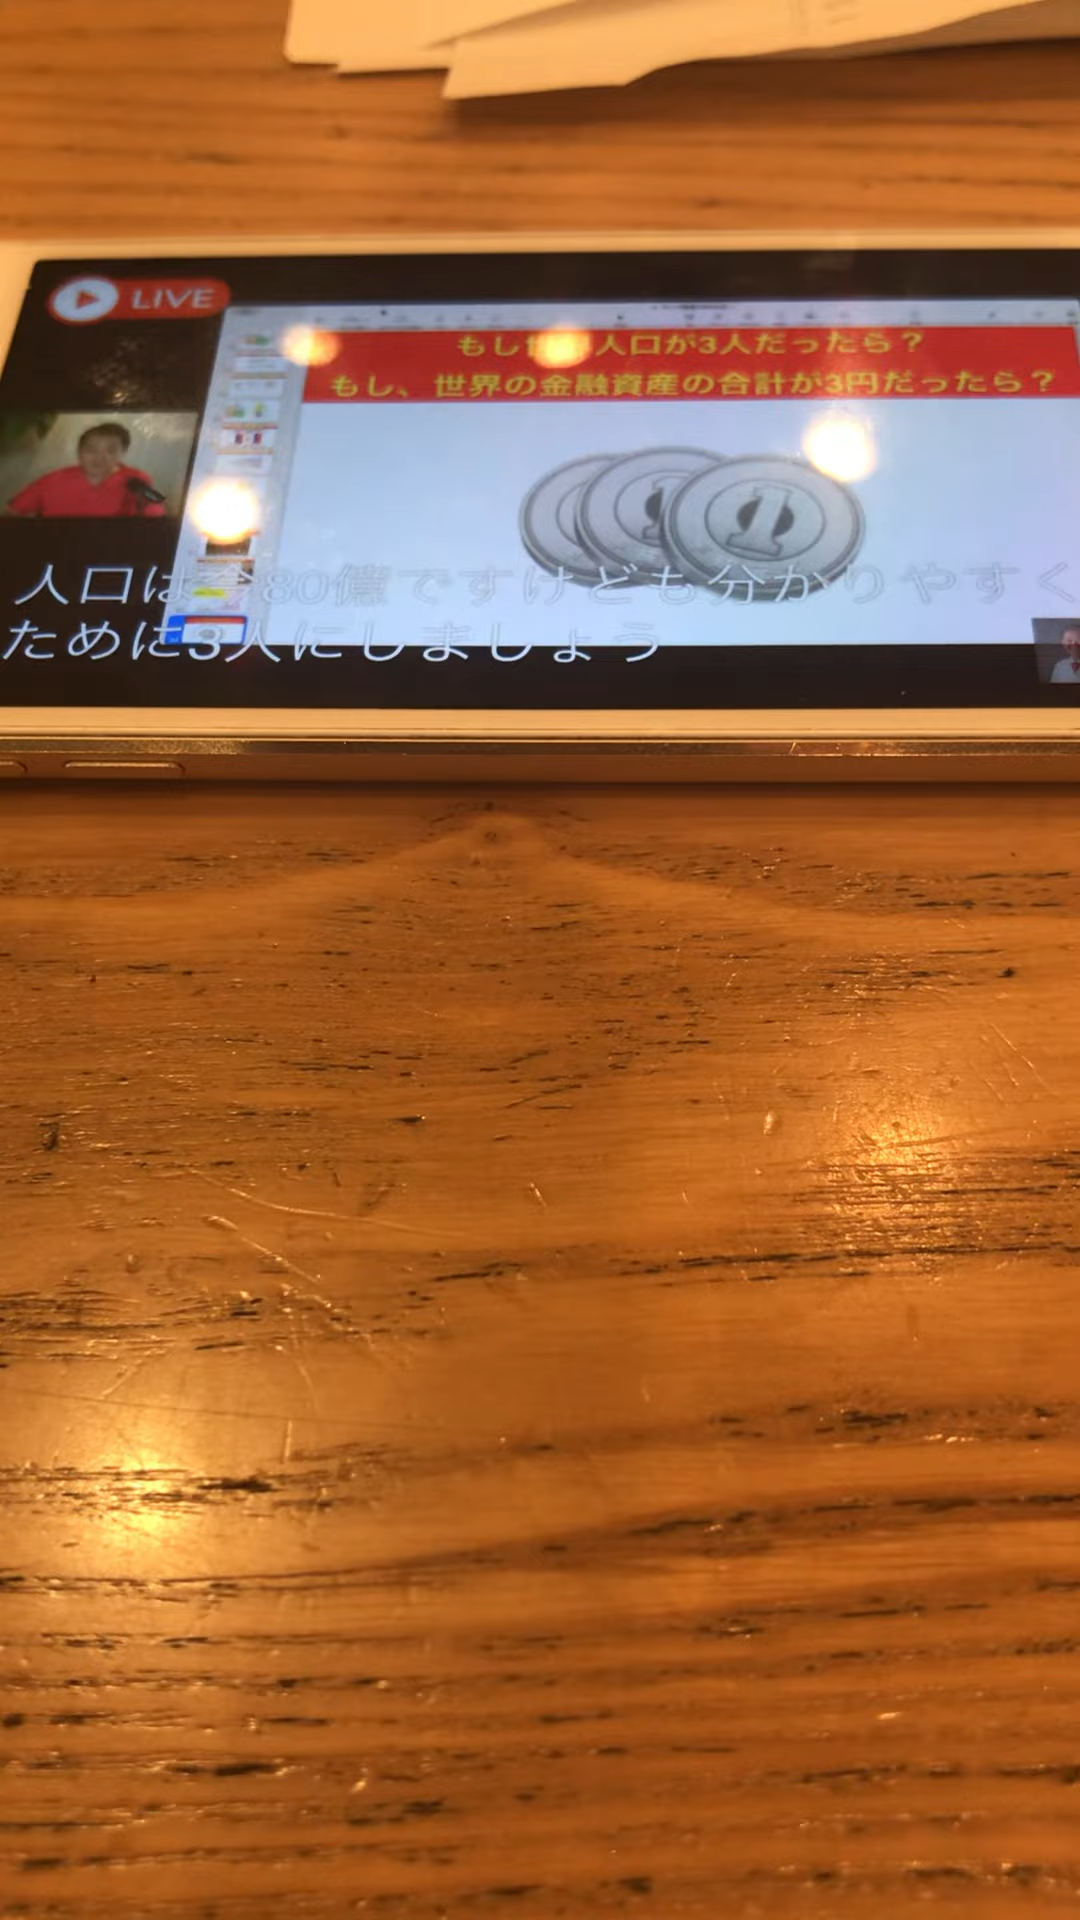 LIVE
もし 人口が3人だったら？
もし、世界の金融資産の合計が3円だったら？
1
1
人口は今80億ですけども分かりやすく
ために3人にしましょう